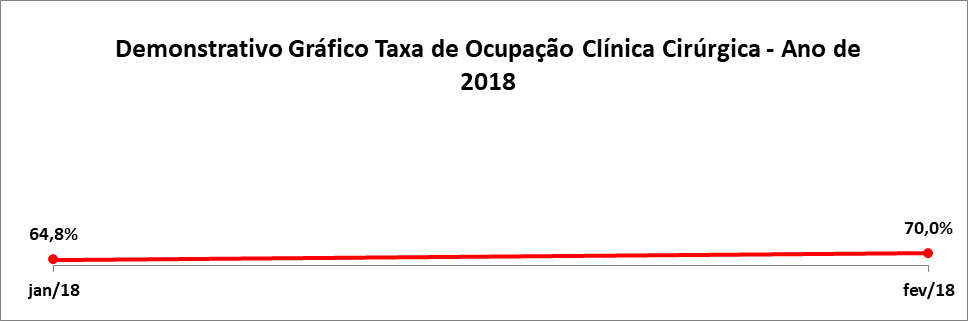 Demonstrativo Gráfico Taxa de Ocupação Clínica Cirúrgica - Ano de
2018
64,8%
70,0%
jan/18
fev/18